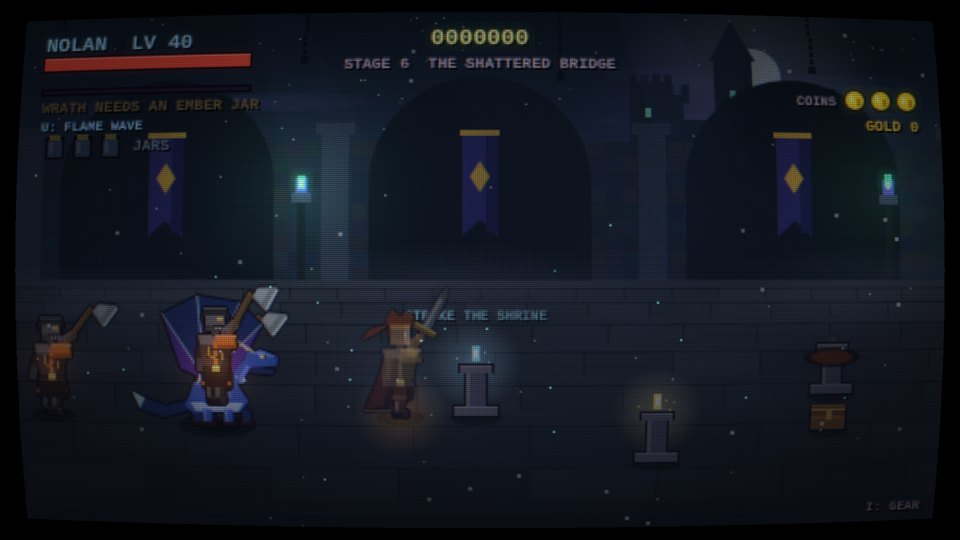 NOLAN LV 40
0000000
STAGE 6 THE SHATTERED BRIDGE
COINS
GOLD 0
WRATH NEEDS AN EMBER JAR
U: FLAME WAVE
JARS
THE SHRINE
I: GEAR